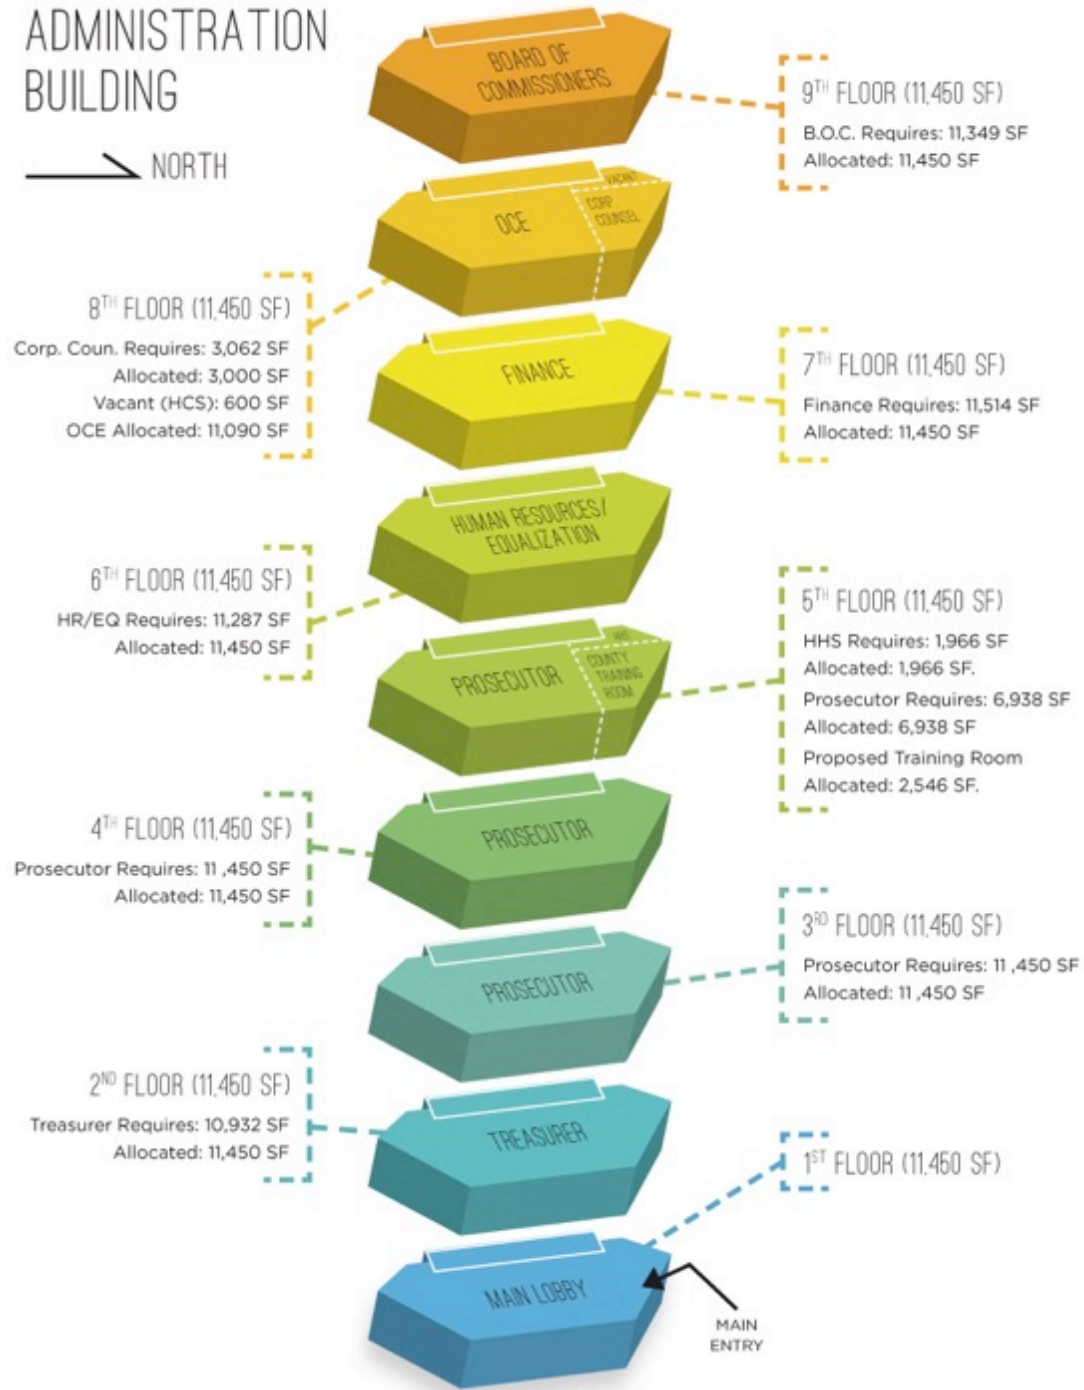 ADMINISTRATION
BUILDING
NORTH
BOARD OF
COMMISSIONERS
9TH FLOOR (11,450 SF)
B.O.C. Requires: 11,349 SF
Allocated: 11,450 SF
VACANT
OCE
CORP.
COUNSEL
8TH FLOOR (11,450 SF)
Corp. Coun. Requires: 3,062 SF
Allocated: 3,000 SF
Vacant (HCS): 600 SF
OCE Allocated: 11,090 SF
FINANCE
7TH FLOOR (11,450 SF)
Finance Requires: 11,514 SF
Allocated: 11,450 SF
HUMAN RESOURCES/
EQUALIZATION
6TH FLOOR (11,450 SF)
HR/EQ Requires: 11,287 SF
Allocated: 11,450 SF
HHS
PROSECUTOR
COUNTY
TRAINING
ROOM
5TH FLOOR (11,450 SF)
HHS Requires: 1,966 SF
Allocated: 1,966 SF.
Prosecutor Requires: 6,938 SF
Allocated: 6,938 SF
Proposed Training Room
Allocated: 2,546 SF.
PROSECUTOR
4TH FLOOR (11,450 SF)
Prosecutor Requires: 11 ,450 SF
Allocated: 11,450 SF
PROSECUTOR
3RD FLOOR (11,450 SF)
Prosecutor Requires: 11 ,450 SF
Allocated: 11 ,450 SF
2ND FLOOR (11,450 SF)
Treasurer Requires: 10,932 SF
Allocated: 11,450 SF
TREASURER
1ST FLOOR (11,450 SF)
MAIN LOBBY
MAIN
ENTRY